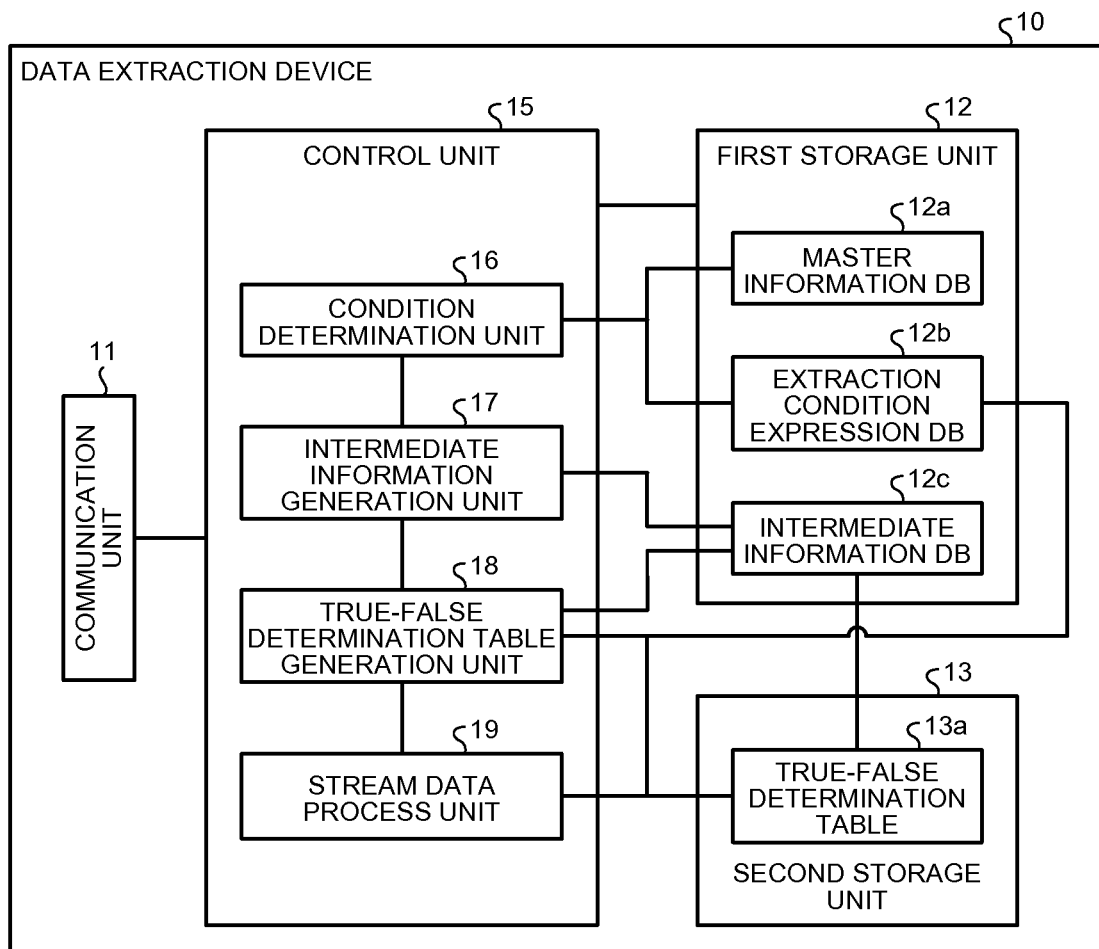 10
DATA EXTRACTION DEVICE
15
CONTROL UNIT
12
FIRST STORAGE UNIT
12a
MASTER
INFORMATION DB
16
CONDITION
DETERMINATION UNIT
12b
EXTRACTION
CONDITION
EXPRESSION DB
11
COMMUNICATION
UNIT
17
INTERMEDIATE
INFORMATION
GENERATION UNIT
12c
INTERMEDIATE
INFORMATION DB
18
TRUE-FALSE
DETERMINATION TABLE
GENERATION UNIT
13
13a
TRUE-FALSE
DETERMINATION
TABLE
SECOND STORAGE
UNIT
19
STREAM DATA
PROCESS UNIT